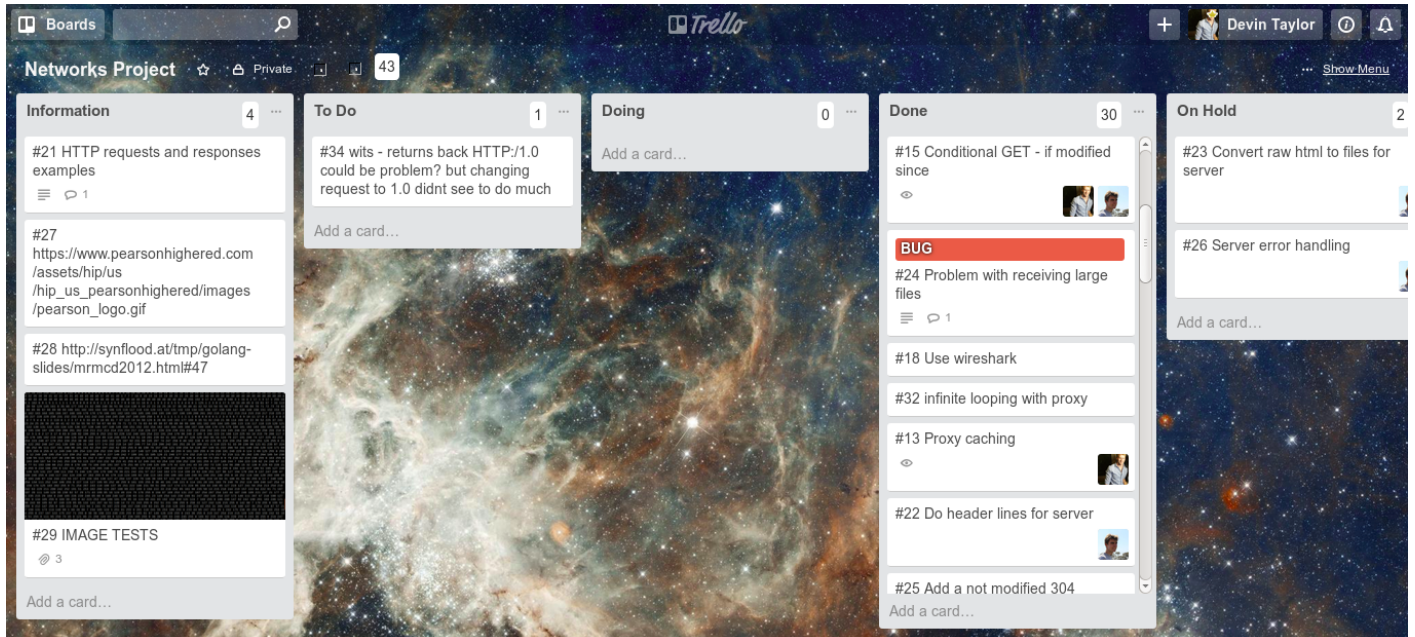 Boards
Trello
+
Devin Taylor
Networks Project
Private
43
... Show Menu
Information
4
...
#21 HTTP requests and responses
examples
1
#27
https://www.pearsonhighered.com
/assets/hip/us
/hip_us_pearsonhighered/images
/pearson_logo.gif
#28 http://synflood.at/tmp/golang-
slides/mrmcd2012.html#47
#29 IMAGE TESTS
3
Add a card...
To Do
1
...
#34 wits - returns back HTTP:/1.0
could be problem? but changing
request to 1.0 didnt see to do much
Add a card...
Doing
0
...
Add a card...
Done
30
...
#15 Conditional GET - if modified
since
BUG
#24 Problem with receiving large
files
1
#18 Use wireshark
#32 infinite looping with proxy
#13 Proxy caching
#22 Do header lines for server
#25 Add a not modified 304
Add a card...
On Hold
2
#23 Convert raw html to files for
server
#26 Server error handling
Add a card...